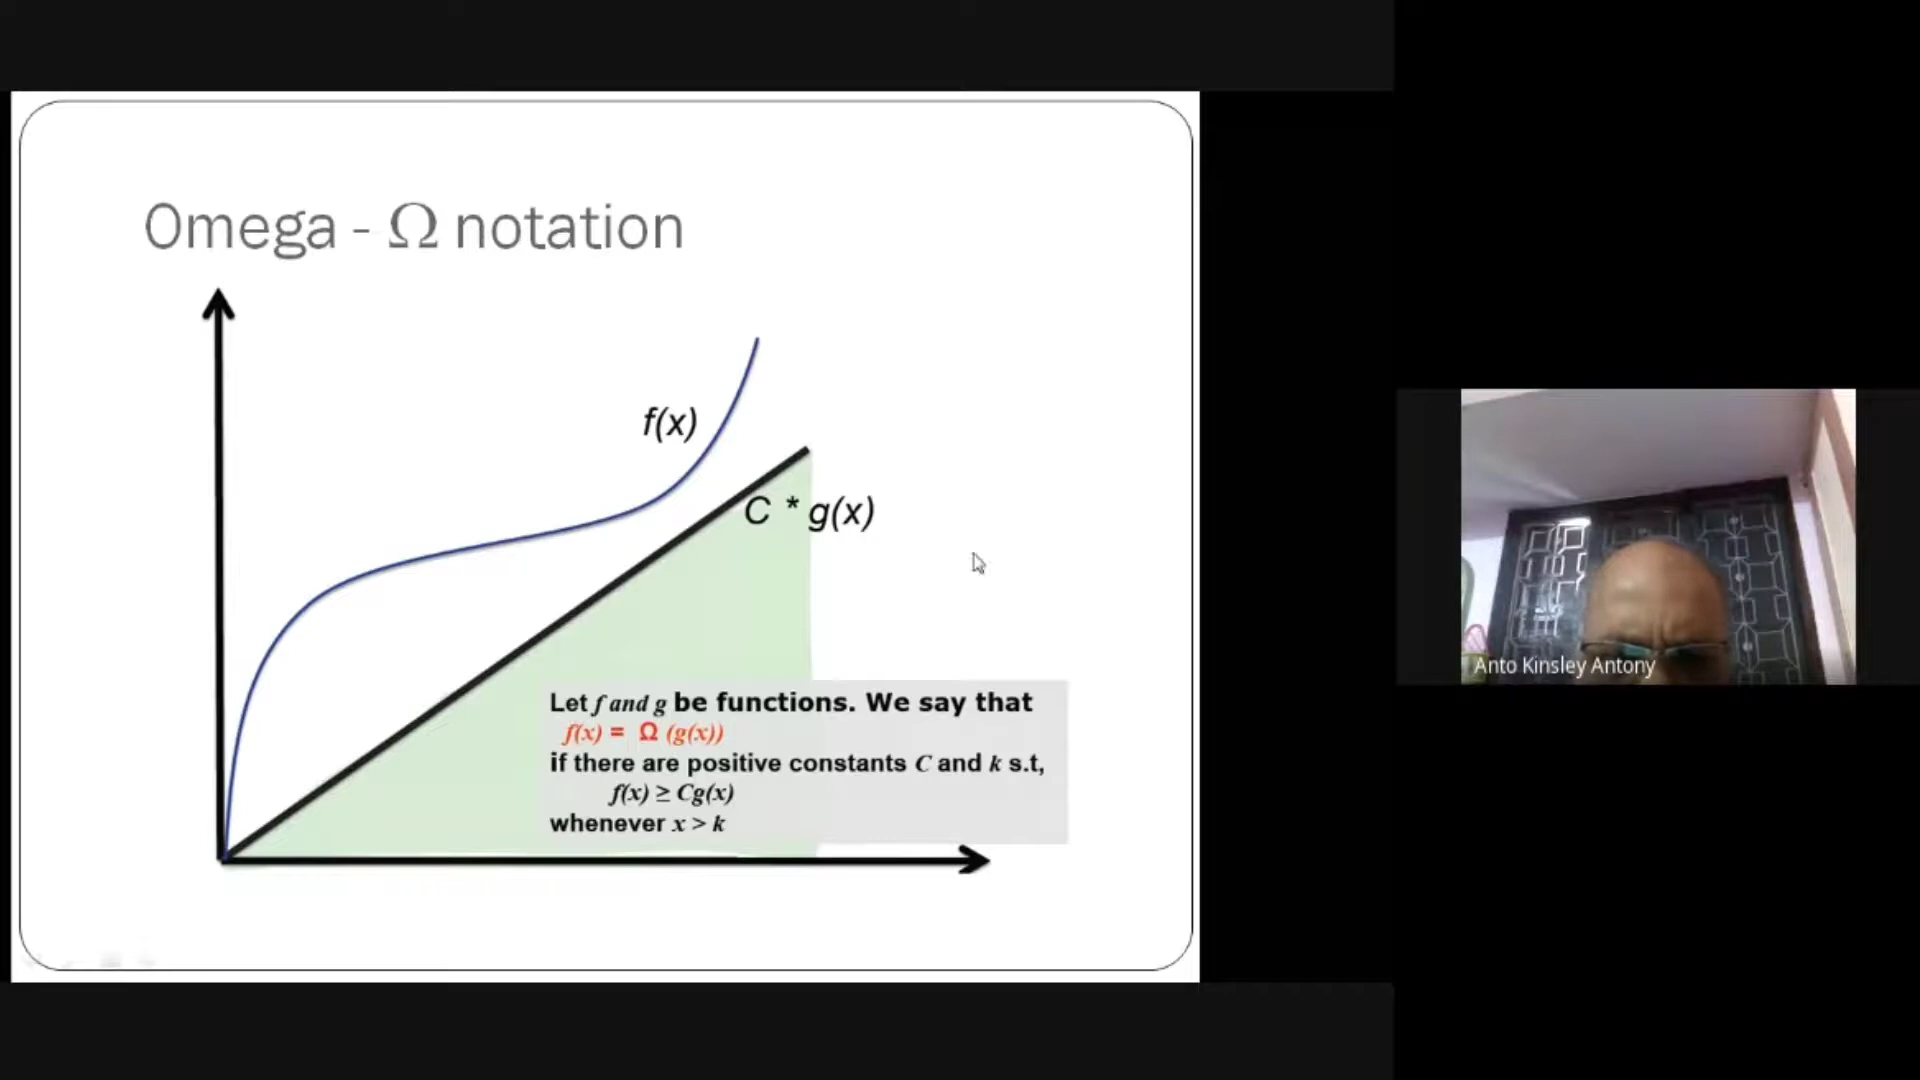 Omega - Ω notation
f(x)
C * g(x)
Let f and g be functions. We say that
f(x) = Ω (g(x))
if there are positive constants C and k s.t,
f(x) ≥ Cg(x)
whenever x > k
Anto Kinsley Antony